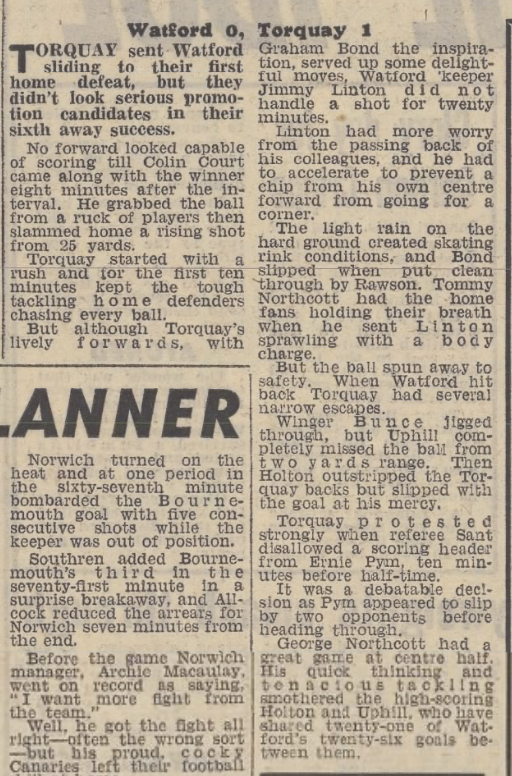 Watford 0, Torquay 1
TORQUAY sent Watford
sliding to their first
home defeat, but they
didn't look serious promo-
tion candidates in their
sixth away success.
No forward looked capable
of scoring till Colin Court
came along with the winner
eight minutes after the in-
terval. He grabbed the ball
from a ruck of players then
slammed home a rising shot
from 25 yards.
Torquay started with a
rush and for the first ten
minutes kept the tough
tackling home defenders
chasing every ball.
But although Torquay's
lively forwards, with
Graham Bond the inspira-
tion, served up some delight-
ful moves, Watford 'keeper
Jimmy Linton did not
handle a shot for twenty
minutes.
Linton had more worry
from the passing back of
his colleagues, and he had
to accelerate to prevent a
chip from his own centre
forward from going for a
corner.
The light rain on the
hard ground created skating
rink conditions, and Bond
slipped when put clean
through by Rawson. Tommy
Northcott had the home
fans holding their breath
when he sent Linton
sprawling with a body
charge.
But the ball spun away to
safety. When Watford hit
back Torquay had several
narrow escapes.
Winger Bunce jigged
through, but Uphill com-
pletely missed the ball from
two yards range. Then
Holton outstripped the Tor-
quay backs but slipped with
the goal at his mercy.
Torquay protested
strongly when referee Sant
disallowed a scoring header
from Ernie Pym, ten min-
utes before half-time.
It was a debatable deci-
sion as Pym appeared to slip
by two opponents before
heading through.
George Northcott had a
great game at centre half.
His quick thinking and
tenacious tackling
smothered the high-scoring
Holton and Uphill, who have
shared twenty-one of Wat-
ford's twenty-six goals be-
tween them.
LANNER
Norwich turned on the
heat and at one period in
the sixty-seventh minute
bombarded the Bourne-
mouth goal with five con-
secutive shots while the
keeper was out of position.
Southren added Bourne-
mouth's third in the
seventy-first minute in a
surprise breakaway, and All-
cock reduced the arrears for
Norwich seven minutes from
the end.
Before the game Norwich
manager, Archie Macaulay,
went on record as saying,
"I want more fight from
the team."
Well, he got the fight all
right—often the wrong sort
—but his proud, cocky
Canaries left their football